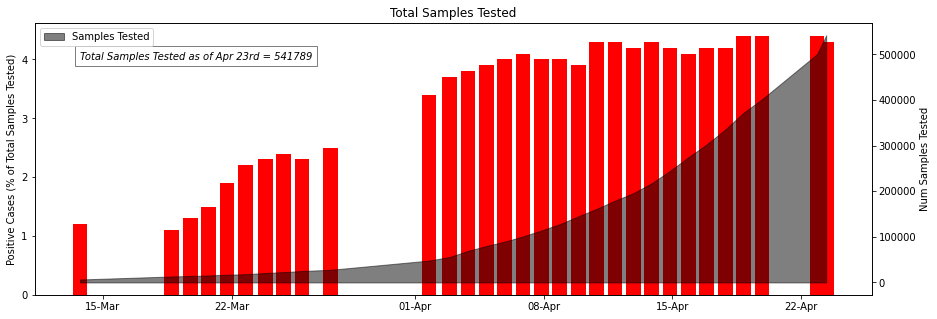 Total Samples Tested
Samples Tested
Total Samples Tested as of Apr 23rd = 541789
Positive Cases (% of Total Samples Tested)
4
3
2
1
0
Num Samples Tested
500000
400000
300000
200000
100000
0
15-Mar
22-Mar
01-Apr
08-Apr
15-Apr
22-Apr